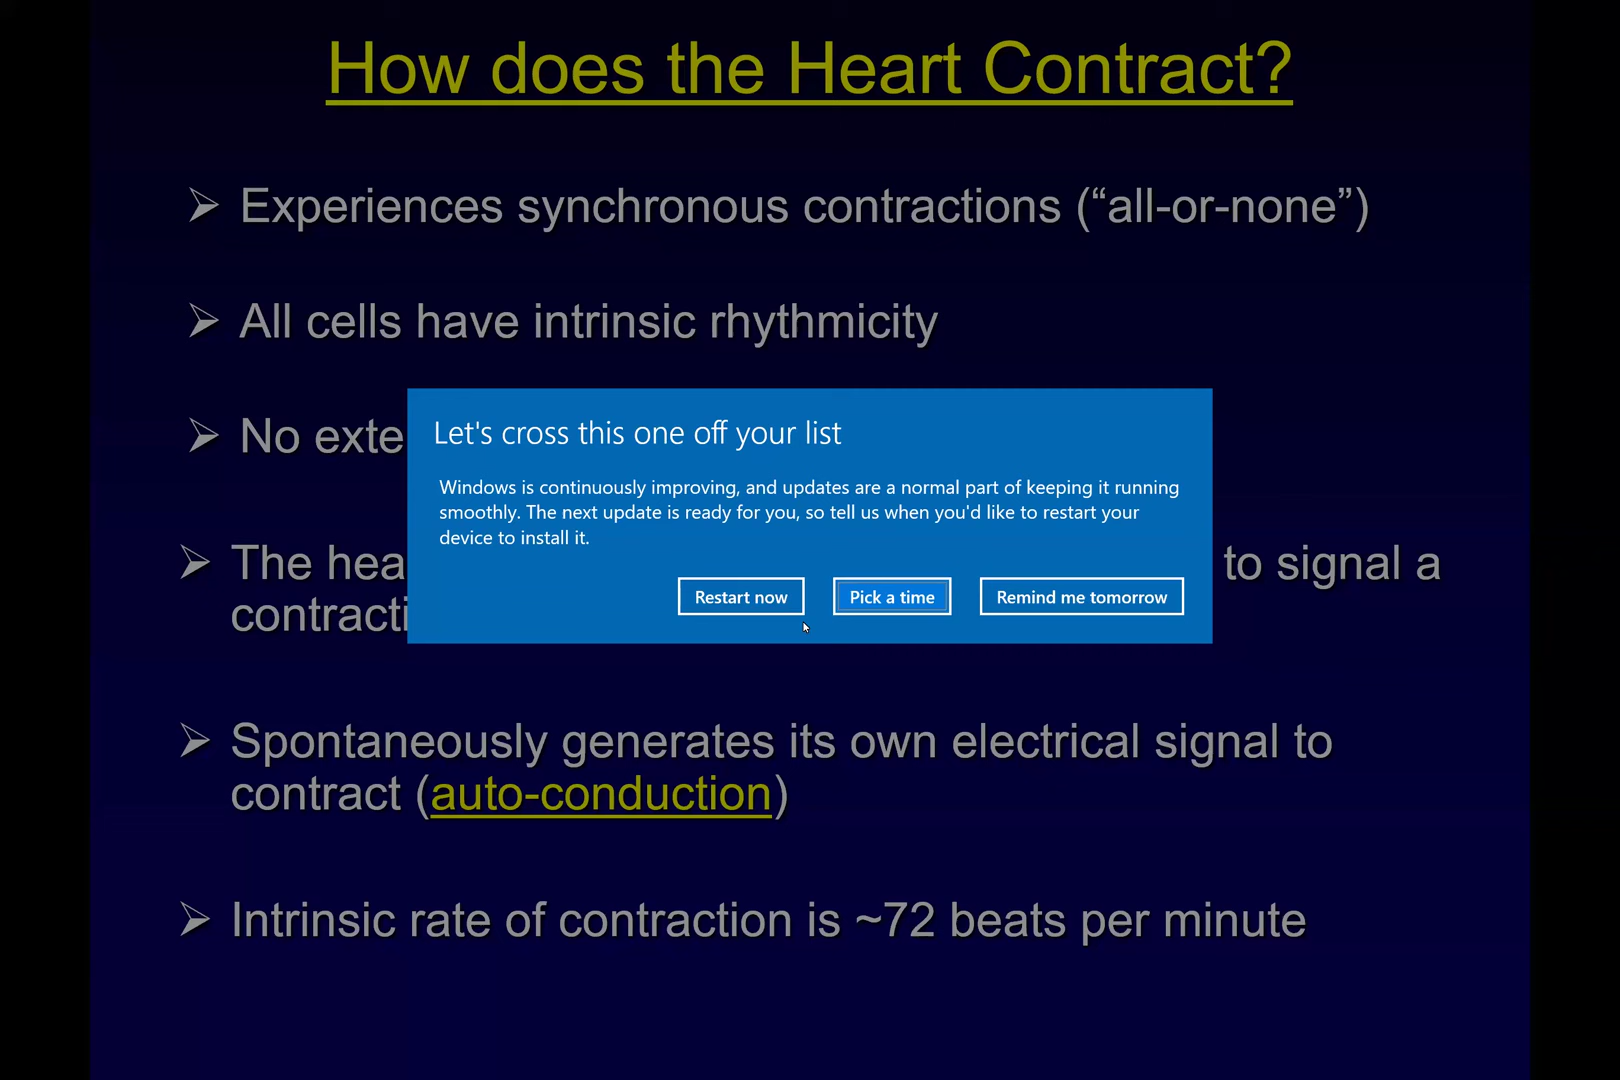 How does the Heart Contract?
➢ Experiences synchronous contractions (“all-or-none”)
➢ All cells have intrinsic rhythmicity
➢ No
Let's cross this one off your list
Windows is continuously improving, and updates are a normal part of keeping it running
smoothly. The next update is ready for you, so tell us when you'd like to restart your
device to install it.
➢ The to signal a
Restart now Pick a time Remind me tomorrow
➢ Spontaneously generates its own electrical signal to
contract (auto-conduction)
➢ Intrinsic rate of contraction is ~72 beats per minute